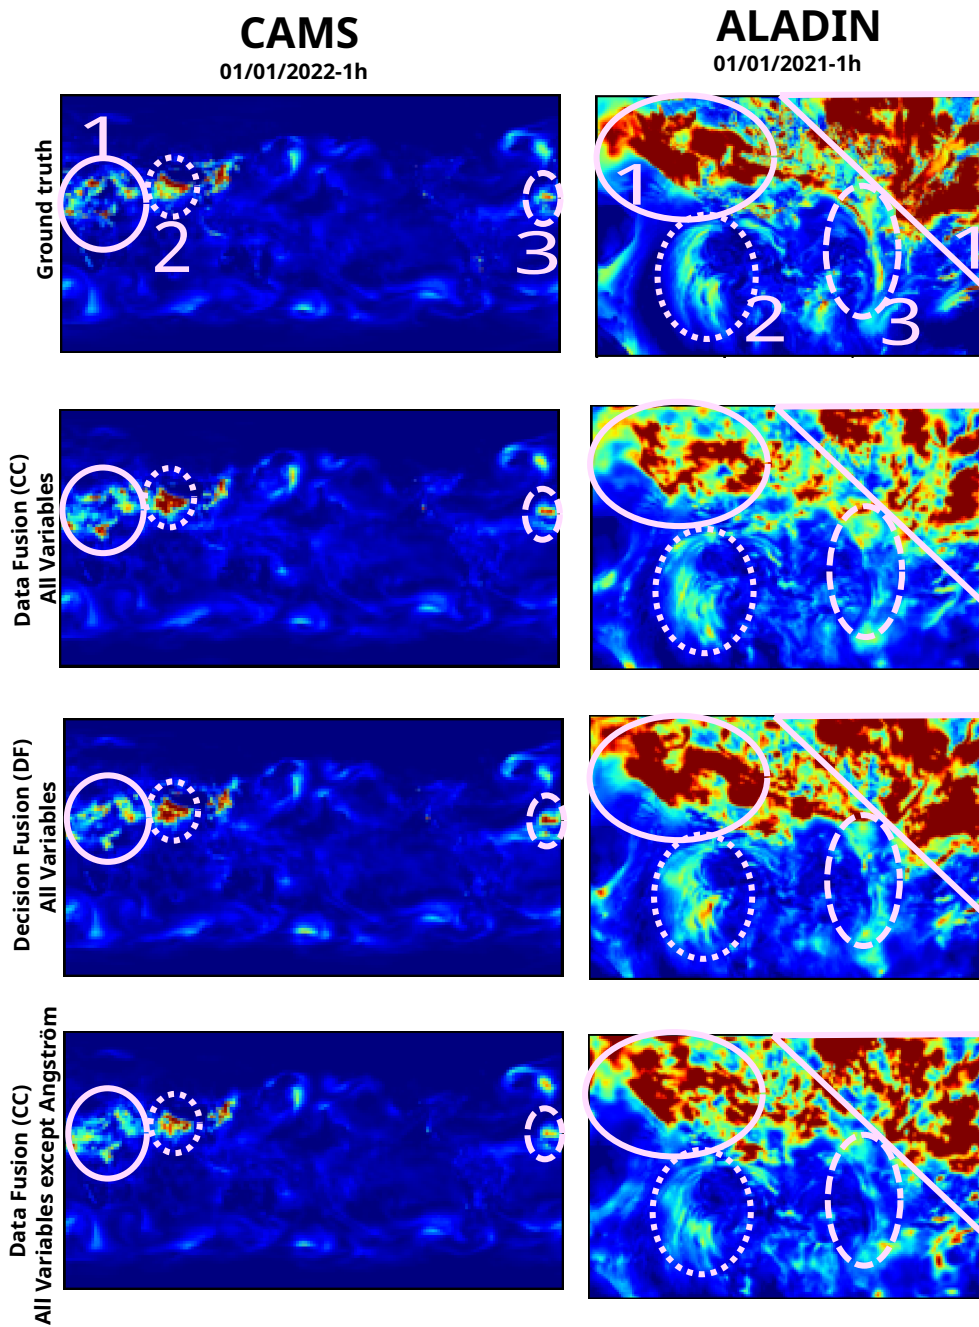 CAMS
01/01/2022-1h
ALADIN
01/01/2021-1h
Ground truth
1
2
3
1
2
3
1
Data Fusion (CC)
All Variables
Decision Fusion (DF)
All Variables
Data Fusion (CC)
All Variables except Angström